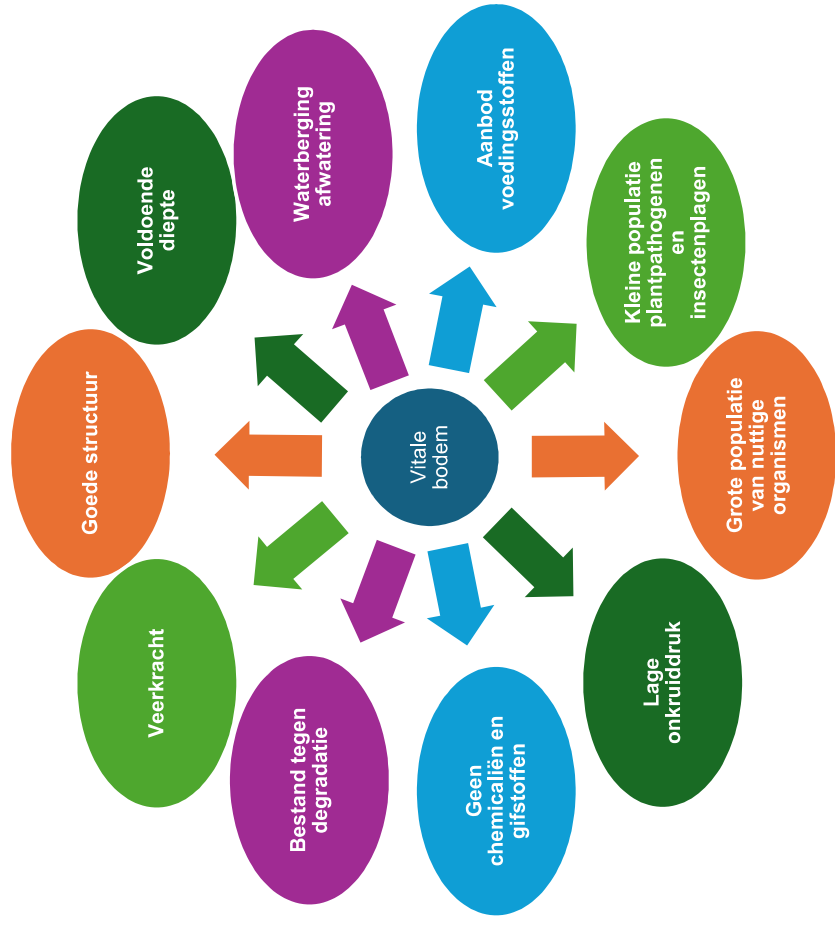 Goede structuur
Voldoende
diepte
Waterberging
afwatering
Aanbod
voedingsstoffen
Kleine populatie
plantpathogenen
en
insectenplagen
Grote populatie
van nuttige
organismen
Lage
onkruiddruk
Geen
chemicaliën en
gifstoffen
Bestand tegen
degradatie
Veerkracht
Vitale
bodem